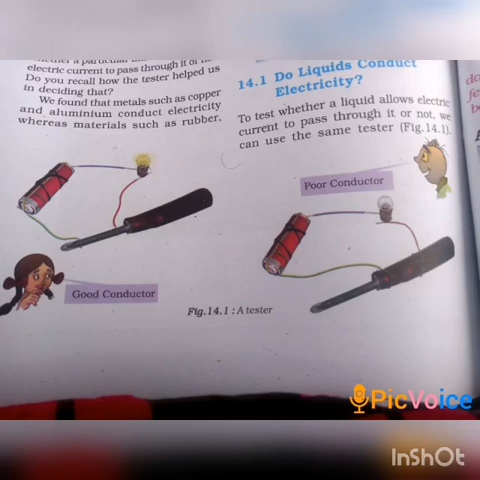 electric current to pass through it or
Do you recall how the tester helped us
in deciding that?
We found that metals such as copper
and aluminium conduct electricity
whereas materials such as rubber,
14.1 Do Liquids Conduct
Electricity?
To test whether a liquid allows electric
current to pass through it or not, we
can use the same tester (Fig.14.1).
Poor Conductor
Good Conductor
Fig.14.1 : A tester
PicVoice
InShOt